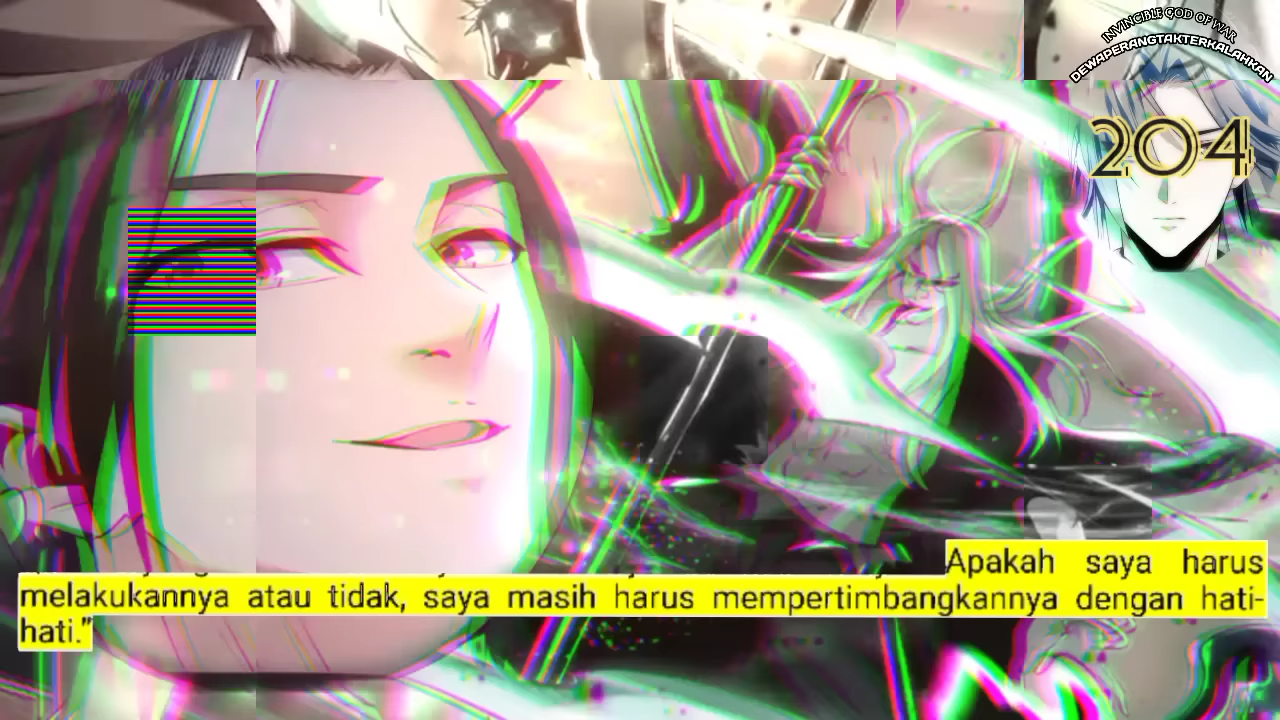 INVINCIBLE GOD OF WAR
DEWAPERANGTAKTERKALAHKAN
204
Apakah saya harus
melakukannya atau tidak, saya masih harus mempertimbangkannya dengan hati-
hati.”